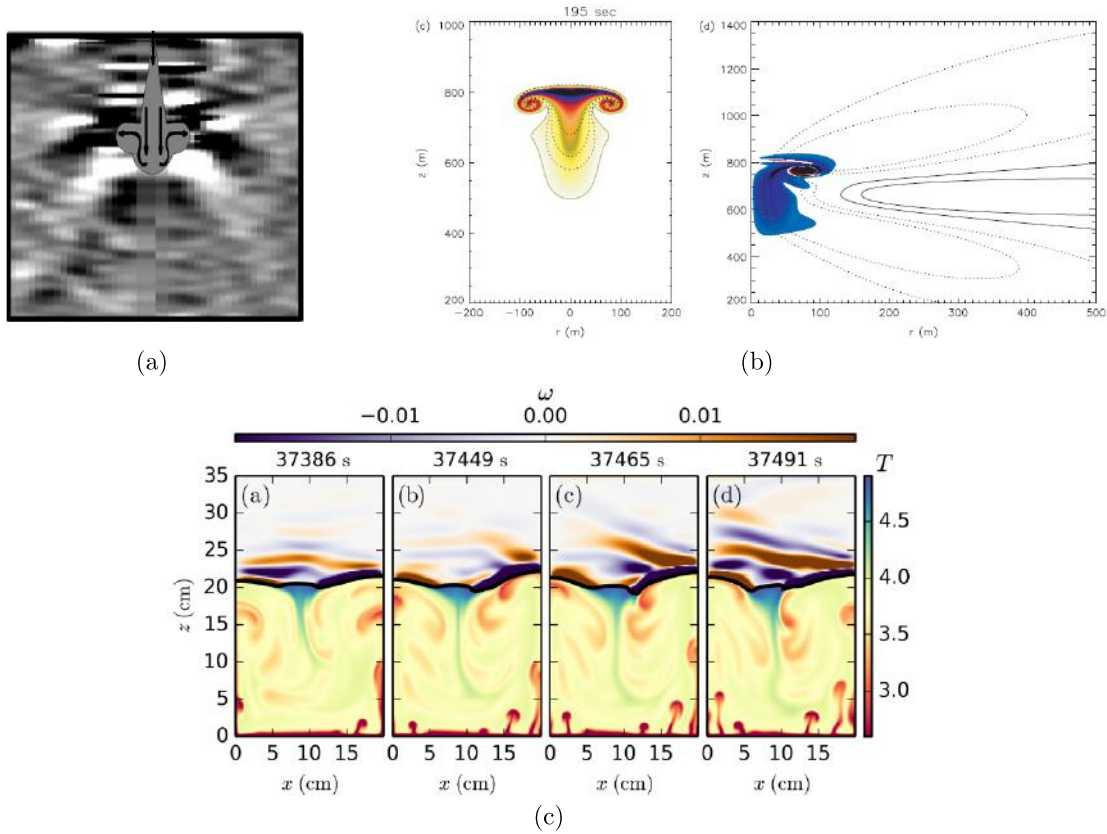 195 sec
(c)
1000
800
600
400
200
z (m)
−200 −100 0 100 200
r (m)
(d)
1400
1200
1000
800
600
400
200
z (m)
0 100 200 300 400 500
r (m)
(a)
(b)
ω
−0.01 0.00 0.01
37386 s 37449 s 37465 s 37491 s T
(a) (b) (c) (d)
35
30
25
20
15
10
5
0
z (cm)
4.5
4.0
3.5
3.0
0 5 10 15 0 5 10 15 0 5 10 15 0 5 10 15
x (cm) x (cm) x (cm) x (cm)
(c)